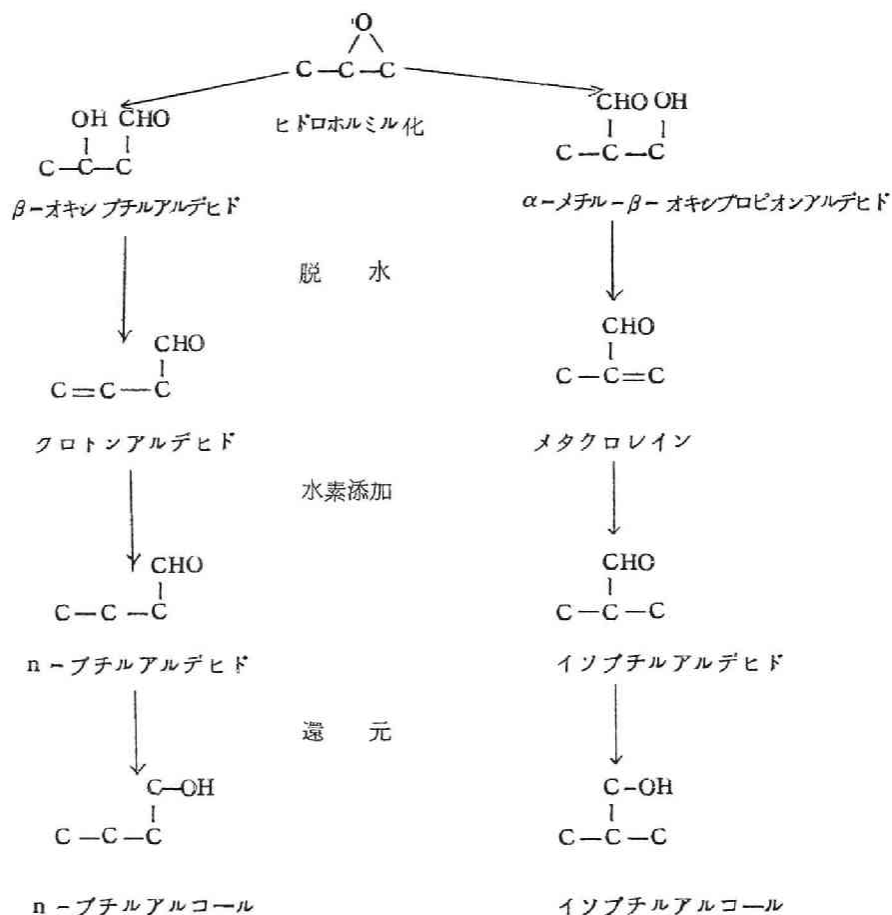 O
C－C－C
ヒドロホルミル化
OH CHO
C－C－C
β－オキシブチルアルデヒド
CHO OH
C－C－C
α－メチル－β－オキシプロピオンアルデヒド
脱　水
CHO
C＝C－C
クロトンアルデヒド
CHO
C－C＝C
メタクロレイン
水素添加
CHO
C－C－C
n－ブチルアルデヒド
CHO
C－C－C
イソブチルアルデヒド
還　元
C－OH
C－C－C
n－ブチルアルコール
C－OH
C－C－C
イソブチルアルコール